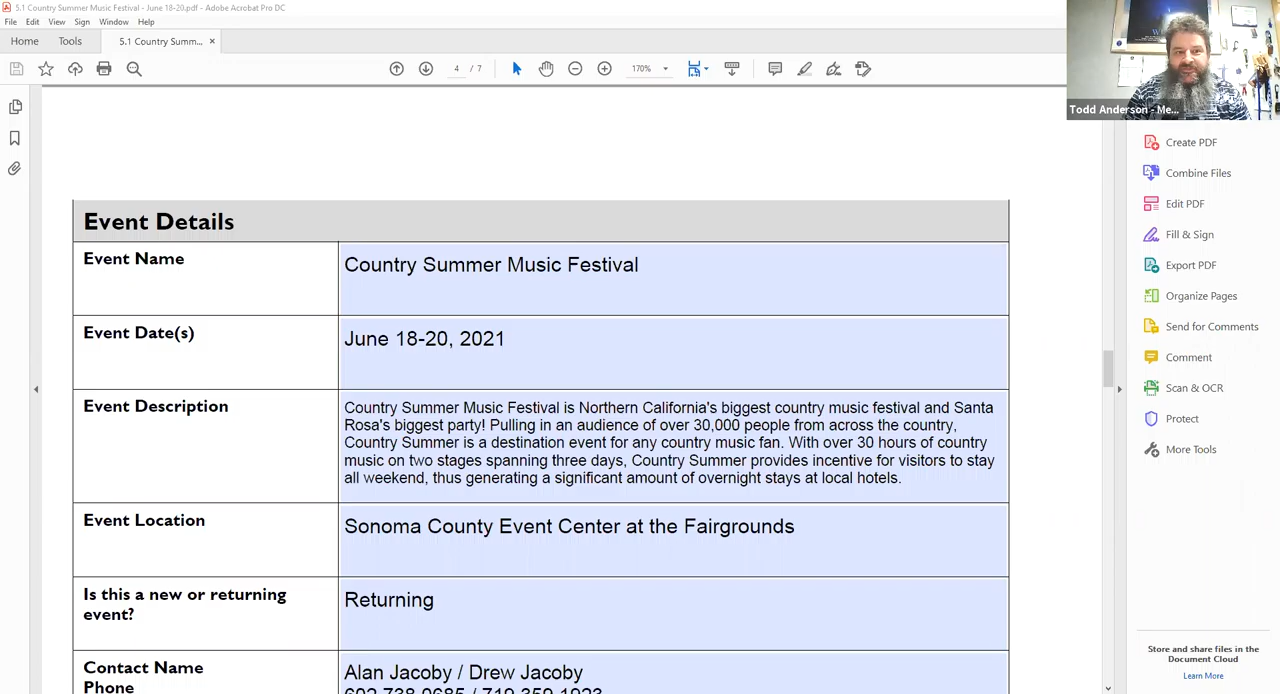 5.1 Country Summer Music Festival - June 18-20.pdf - Adobe Acrobat Pro DC
File Edit View Sign Window Help
Home Tools 5.1 Country Summ... ×
4 / 7 170%
Todd Anderson - Me...
Create PDF
Combine Files
Edit PDF
Fill & Sign
Export PDF
Organize Pages
Send for Comments
Comment
Scan & OCR
Protect
More Tools
Store and share files in the
Document Cloud
Learn More
Event Details
Event Name
Country Summer Music Festival
Event Date(s)
June 18-20, 2021
Event Description
Country Summer Music Festival is Northern California's biggest country music festival and Santa
Rosa's biggest party! Pulling in an audience of over 30,000 people from across the country,
Country Summer is a destination event for any country music fan. With over 30 hours of country
music on two stages spanning three days, Country Summer provides incentive for visitors to stay
all weekend, thus generating a significant amount of overnight stays at local hotels.
Event Location
Sonoma County Event Center at the Fairgrounds
Is this a new or returning
event?
Returning
Contact Name
Phone
Alan Jacoby / Drew Jacoby